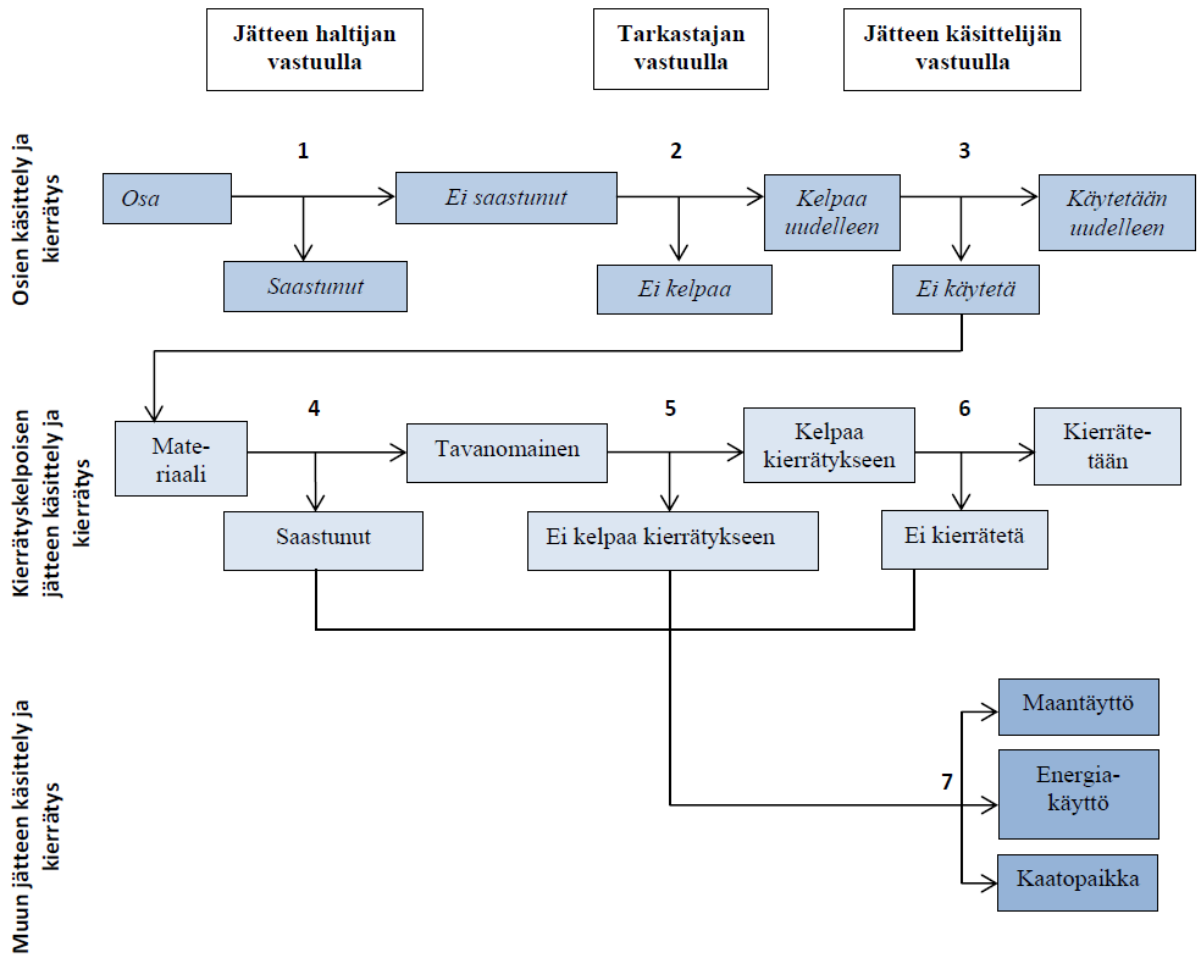 Jätteen haltijan
vastuulla
Tarkastajan
vastuulla
Jätteen käsittelijän
vastuulla
Osien käsittely ja
kierrätys
1
2
3
Osa
Ei saastunut
Kelpaa
uudelleen
Käytetään
uudelleen
Saastunut
Ei kelpaa
Ei käytetä
Kierrätyskelpoisen
jätteen käsittely ja
kierrätys
4
5
6
Mate-
riaali
Tavanomainen
Kelpaa
kierrätykseen
Kierräte-
tään
Saastunut
Ei kelpaa kierrätykseen
Ei kierrätetä
Muun jätteen käsittely ja
kierrätys
7
Maantäyttö
Energia-
käyttö
Kaatopaikka